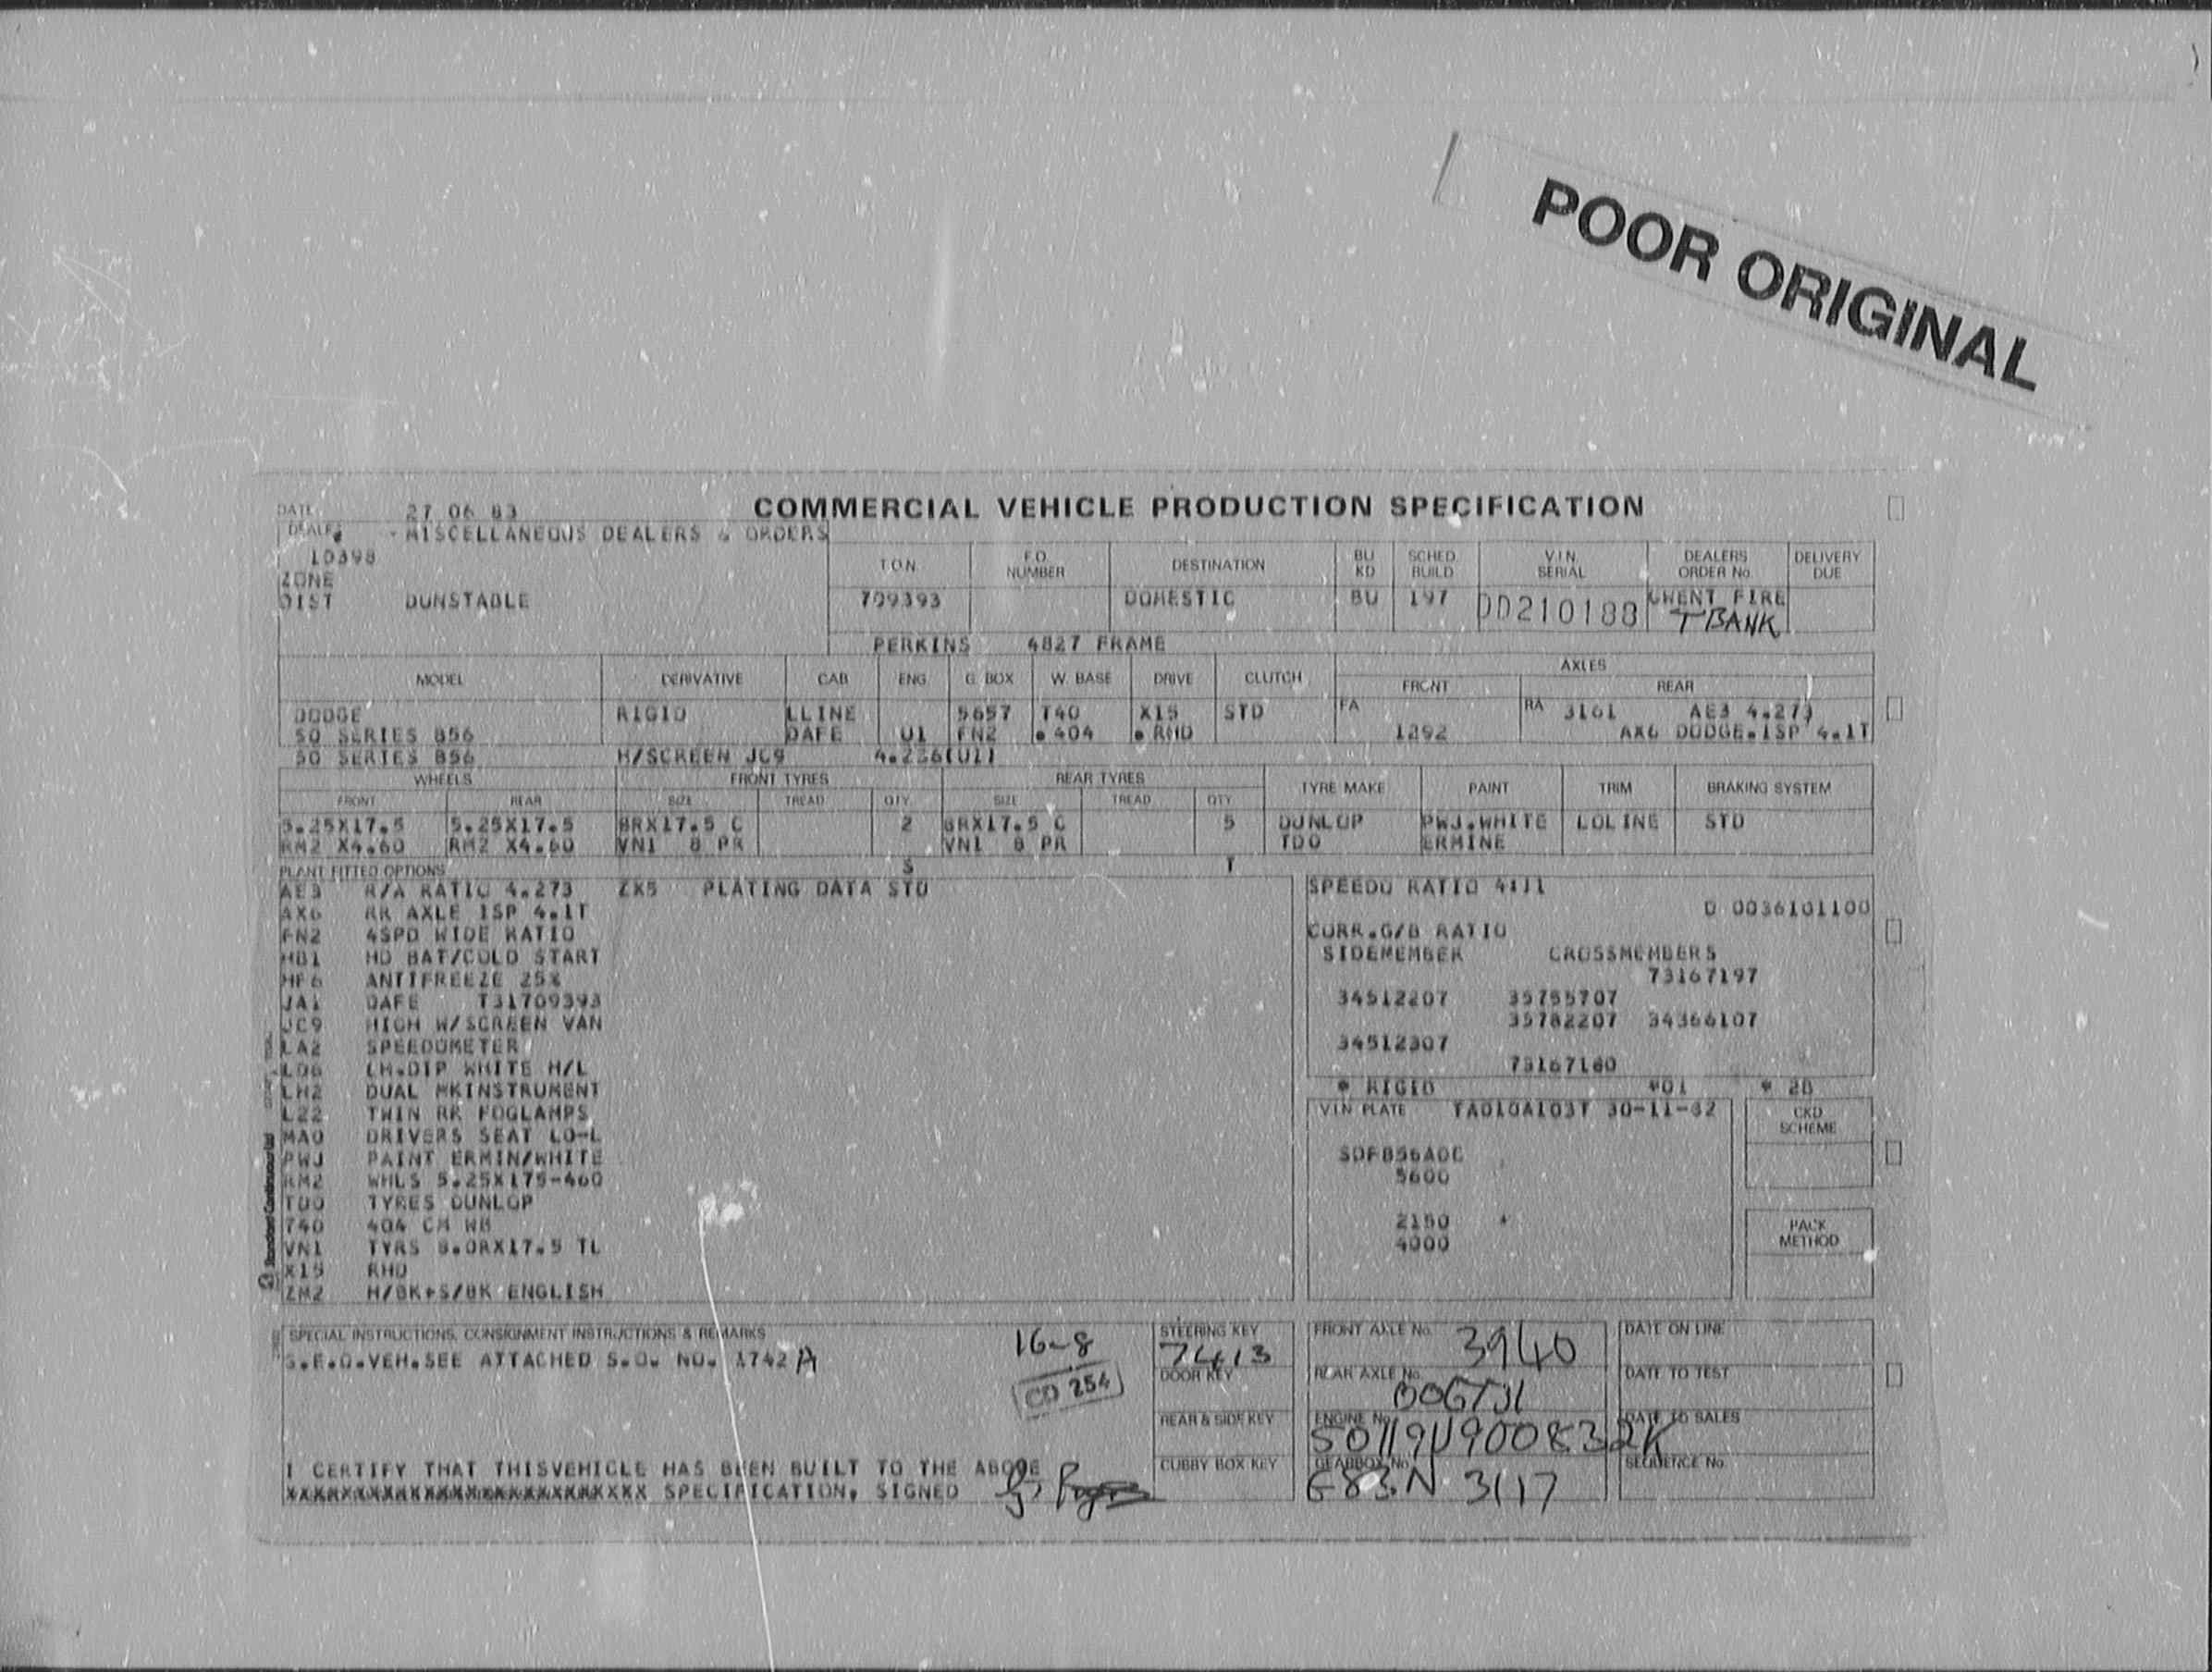 POOR ORIGINAL
COMMERCIAL VEHICLE PRODUCTION SPECIFICATION
DATE 27 06 83
DEALER - MISCELLANEOUS DEALERS & ORDERS
10398
ZONE
DIST DUNSTABLE
T.O.N. F.O. NUMBER DESTINATION BU KD SCHED BUILD V.I.N. SERIAL DEALERS ORDER No. DELIVERY DUE
709393 DOMESTIC BU 197 DD210188 GWENT FIRE
T BANK
PERKINS 4827 FRAME
MODEL DERIVATIVE CAB ENG G. BOX W. BASE DRIVE CLUTCH AXLES
FRONT REAR
DODGE RIGID LLINE 5657 T40 X15 STD FA RA 3161 AE3 4.273
50 SERIES B56 DAFE U1 FN2 .404 . RHD 1292 AX6 DODGE.1SP 4.1T
50 SERIES B56 H/SCREEN JC9 4.236(U1)
WHEELS FRONT TYRES REAR TYRES TYRE MAKE PAINT TRIM BRAKING SYSTEM
FRONT REAR SIZE TREAD QTY. SIZE TREAD QTY
5.25X17.5 5.25X17.5 8RX17.5 C 2 8RX17.5 C 5 DUNLOP PWJ.WHITE LOLINE STD
RM2 X4.60 RM2 X4.60 VN1 8 PR VN1 8 PR TDO ERMINE
S T
PLANT FITTED OPTIONS
AE3 R/A RATIO 4.273 ZK5 PLATING DATA STD
AX6 RR AXLE 1SP 4.1T
FN2 4SPD WIDE RATIO
HB1 HD BAT/COLD START
HF6 ANTIFREEZE 25%
JA1 DAFE T31709393
JC9 HIGH W/SCREEN VAN
LA2 SPEEDOMETER
LD6 LH.DIP WHITE H/L
LH2 DUAL MKINSTRUMENT
LZ2 TWIN RR FOGLAMPS
MA0 DRIVERS SEAT LO-L
PWJ PAINT ERMIN/WHITE
RM2 WHLS 5.25X175-460
TDO TYRES DUNLOP
T40 404 CM WB
VN1 TYRS 8.0RX17.5 TL
X15 RHD
ZM2 H/BK+S/BK ENGLISH
SPEEDO RATIO 4:11
D 0036101100
CORR.G/B RATIO
SIDEMEMBER CROSSMEMBERS
73167197
34512207 35755707
35782207 34366107
34512307
73167180
* RIGID *01 * 2B
V.I.N PLATE TA010A103T 30-11-82
CKD SCHEME
SDFB56A0C
5600
2150 *
4000
PACK METHOD
Standard Continuous Ltd
SPECIAL INSTRUCTIONS, CONSIGNMENT INSTRUCTIONS & REMARKS
S.E.O.VEH.SEE ATTACHED S.O. NO. 1742 A
16-8
CD 254
I CERTIFY THAT THISVEHICLE HAS BEEN BUILT TO THE ABOVE
XXXXXXXXXXXXXXXXXXXXXXXXXX SPECIFICATION, SIGNED
STEERING KEY
7413
DOOR KEY
REAR & SIDE KEY
CUBBY BOX KEY
FRONT AXLE No. 3940
REAR AXLE No.
ENGINE No.
GEARBOX No. 3117
DATE ON LINE
DATE TO TEST
DATE TO SALES
SEQUENCE No.